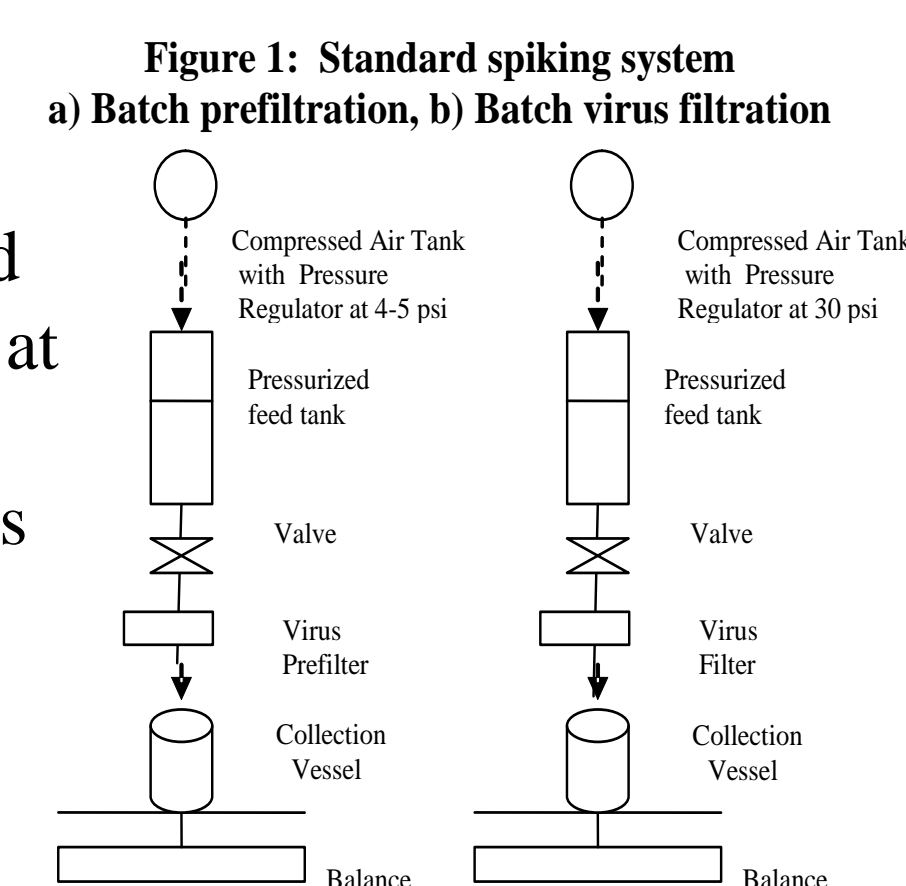 Figure 1: Standard spiking system
a) Batch prefiltration, b) Batch virus filtration
d
at
s
Compressed Air Tank
with Pressure
Regulator at 4-5 psi
Pressurized
feed tank
Valve
Virus
Prefilter
Collection
Vessel
Balance
Compressed Air Tank
with Pressure
Regulator at 30 psi
Pressurized
feed tank
Valve
Virus
Filter
Collection
Vessel
Balance